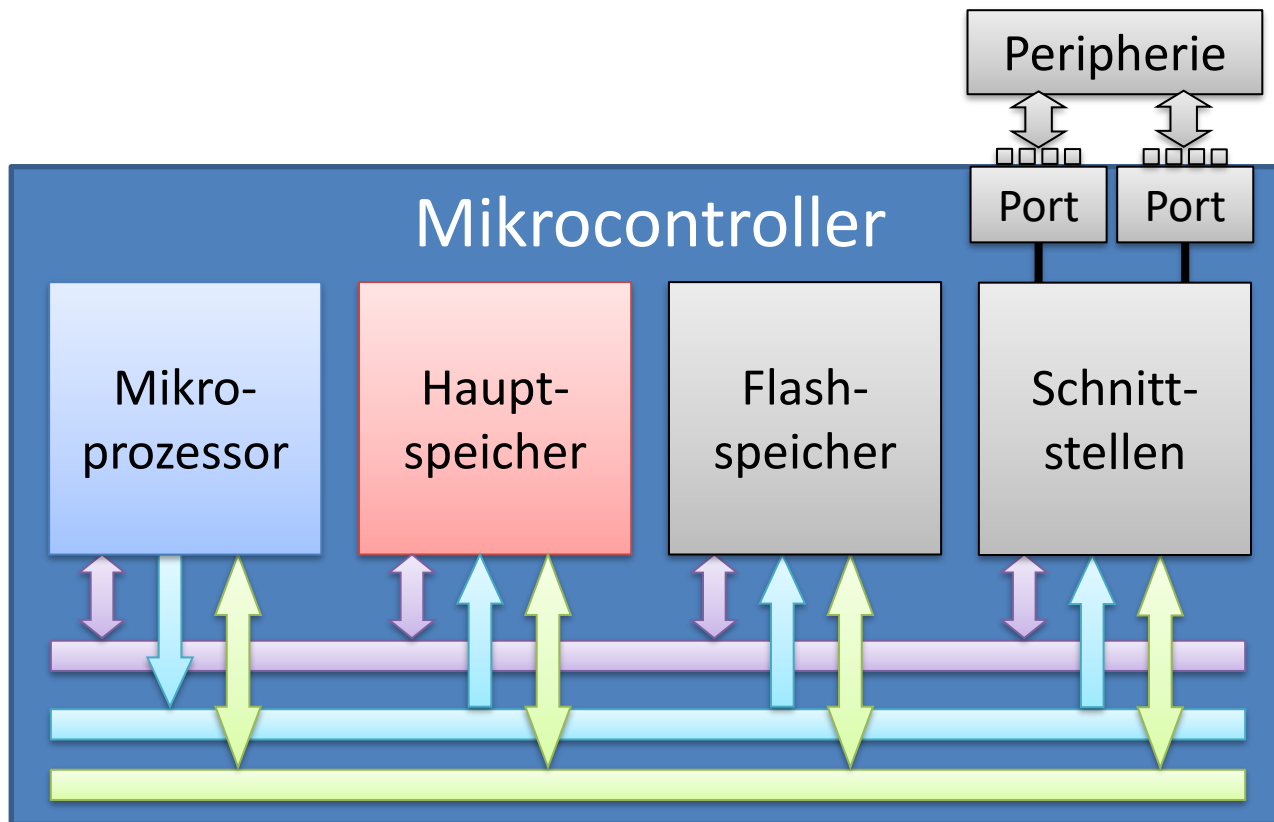 Peripherie
Port Port
Mikrocontroller
Mikro-
prozessor
Haupt-
speicher
Flash-
speicher
Schnitt-
stellen